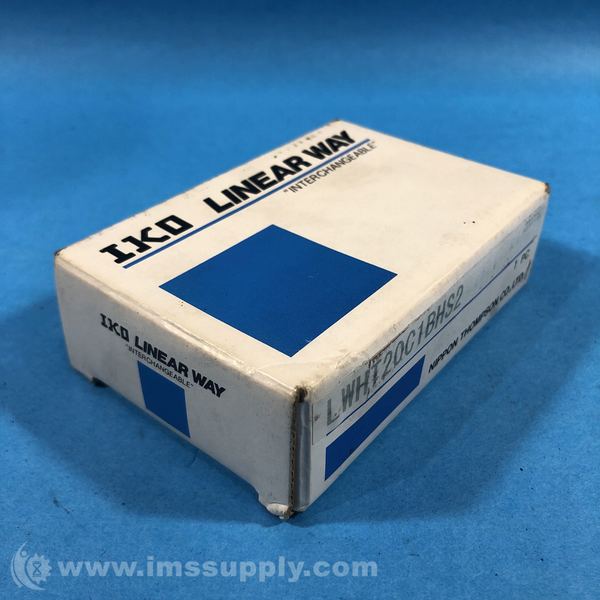 IKO LINEAR WAY
"INTERCHANGEABLE"
IKO LINEAR WAY
"INTERCHANGEABLE"
LWHT20C1BHS2
1 PC
NIPPON THOMPSON CO., LTD.
www.imssupply.com